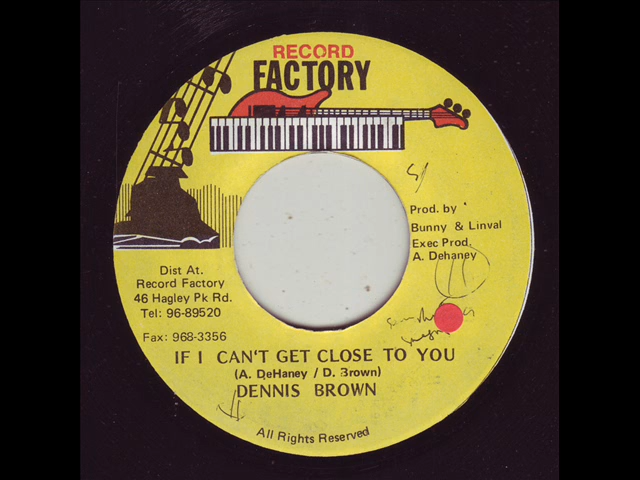 RECORD
FACTORY
Prod. by
Bunny & Linval
Exec Prod.
A. Dehaney
Dist At.
Record Factory
46 Hagley Pk Rd.
Tel: 96-89520
Fax: 968-3356
IF I CAN'T GET CLOSE TO YOU
(A. DeHaney / D. Brown)
DENNIS BROWN
All Rights Reserved